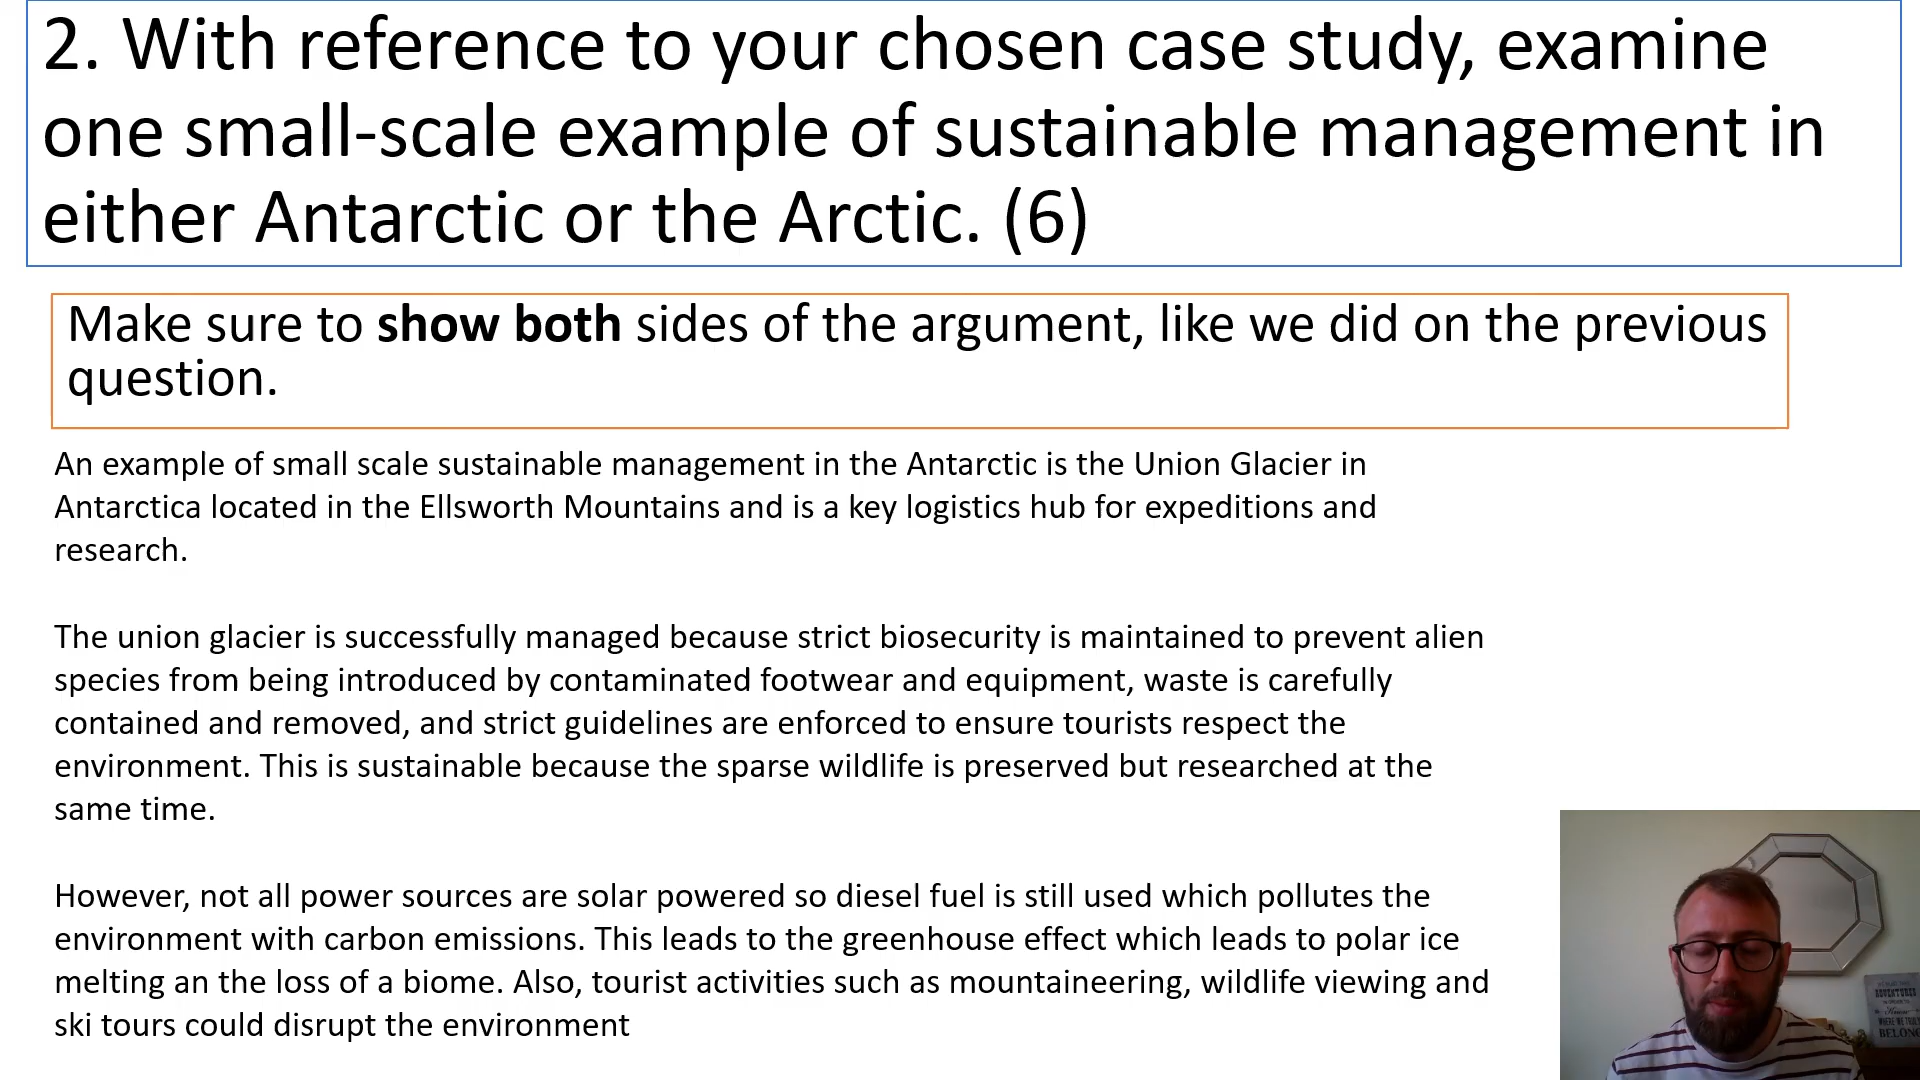 2. With reference to your chosen case study, examine
one small-scale example of sustainable management in
either Antarctic or the Arctic. (6)
Make sure to show both sides of the argument, like we did on the previous
question.
An example of small scale sustainable management in the Antarctic is the Union Glacier in
Antarctica located in the Ellsworth Mountains and is a key logistics hub for expeditions and
research.
The union glacier is successfully managed because strict biosecurity is maintained to prevent alien
species from being introduced by contaminated footwear and equipment, waste is carefully
contained and removed, and strict guidelines are enforced to ensure tourists respect the
environment. This is sustainable because the sparse wildlife is preserved but researched at the
same time.
However, not all power sources are solar powered so diesel fuel is still used which pollutes the
environment with carbon emissions. This leads to the greenhouse effect which leads to polar ice
melting an the loss of a biome. Also, tourist activities such as mountaineering, wildlife viewing and
ski tours could disrupt the environment
ADVENTURES
Know
BELONG